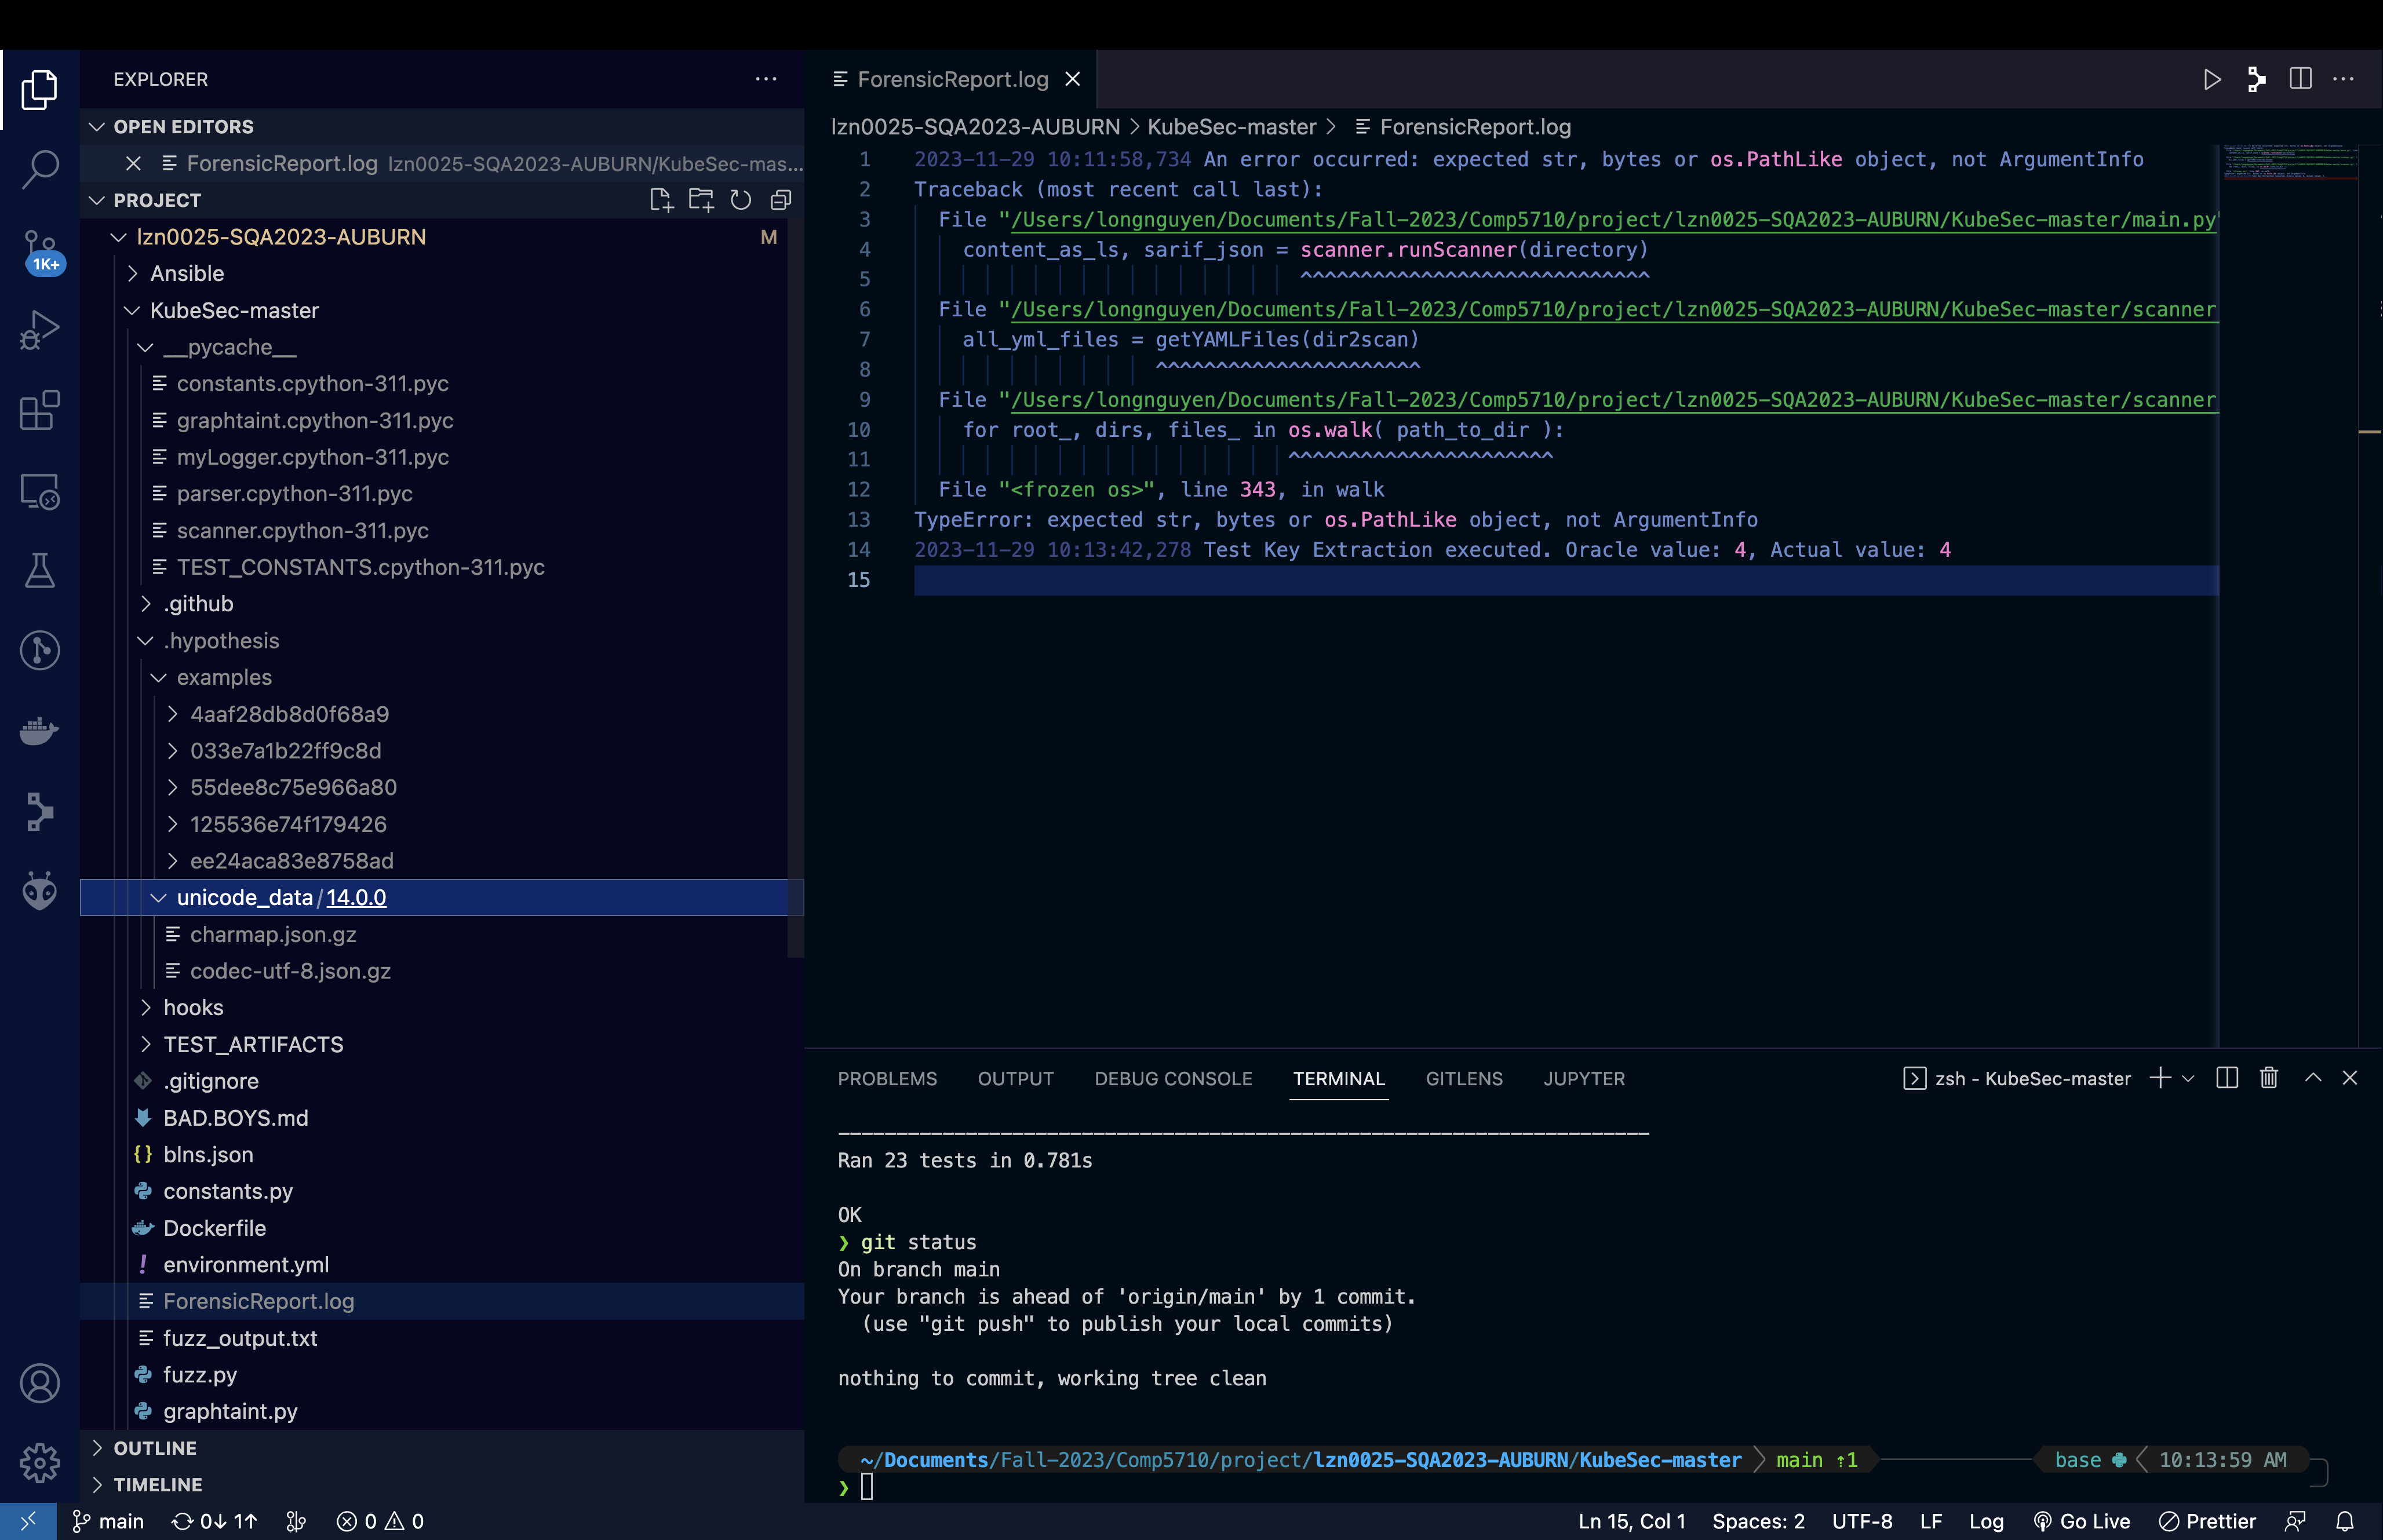 EXPLORER
OPEN EDITORS
ForensicReport.log lzn0025-SQA2023-AUBURN/KubeSec-mas...
PROJECT
lzn0025-SQA2023-AUBURN M
Ansible
KubeSec-master
__pycache__
constants.cpython-311.pyc
graphtaint.cpython-311.pyc
myLogger.cpython-311.pyc
parser.cpython-311.pyc
scanner.cpython-311.pyc
TEST_CONSTANTS.cpython-311.pyc
.github
.hypothesis
examples
4aaf28db8d0f68a9
033e7a1b22ff9c8d
55dee8c75e966a80
125536e74f179426
ee24aca83e8758ad
unicode_data/14.0.0
charmap.json.gz
codec-utf-8.json.gz
hooks
TEST_ARTIFACTS
.gitignore
BAD.BOYS.md
blns.json
constants.py
Dockerfile
environment.yml
ForensicReport.log
fuzz_output.txt
fuzz.py
graphtaint.py
OUTLINE
TIMELINE
1K+
ForensicReport.log
lzn0025-SQA2023-AUBURN > KubeSec-master > ForensicReport.log
1 2023-11-29 10:11:58,734 An error occurred: expected str, bytes or os.PathLike object, not ArgumentInfo
2 Traceback (most recent call last):
3 File "/Users/longnguyen/Documents/Fall-2023/Comp5710/project/lzn0025-SQA2023-AUBURN/KubeSec-master/main.py"
4 content_as_ls, sarif_json = scanner.runScanner(directory)
5 ^^^^^^^^^^^^^^^^^^^^^^^^^^^^^
6 File "/Users/longnguyen/Documents/Fall-2023/Comp5710/project/lzn0025-SQA2023-AUBURN/KubeSec-master/scanner
7 all_yml_files = getYAMLFiles(dir2scan)
8 ^^^^^^^^^^^^^^^^^^^^^^
9 File "/Users/longnguyen/Documents/Fall-2023/Comp5710/project/lzn0025-SQA2023-AUBURN/KubeSec-master/scanner
10 for root_, dirs, files_ in os.walk( path_to_dir ):
11 ^^^^^^^^^^^^^^^^^^^^^^
12 File "<frozen os>", line 343, in walk
13 TypeError: expected str, bytes or os.PathLike object, not ArgumentInfo
14 2023-11-29 10:13:42,278 Test Key Extraction executed. Oracle value: 4, Actual value: 4
15
PROBLEMS OUTPUT DEBUG CONSOLE TERMINAL GITLENS JUPYTER zsh - KubeSec-master
----------------------------------------------------------------------
Ran 23 tests in 0.781s
OK
❯ git status
On branch main
Your branch is ahead of 'origin/main' by 1 commit.
(use "git push" to publish your local commits)
nothing to commit, working tree clean
~/Documents/Fall-2023/Comp5710/project/lzn0025-SQA2023-AUBURN/KubeSec-master main ⇡1 base 10:13:59 AM
❯
main 0↓ 1↑ 0 0 Ln 15, Col 1 Spaces: 2 UTF-8 LF Log Go Live Prettier